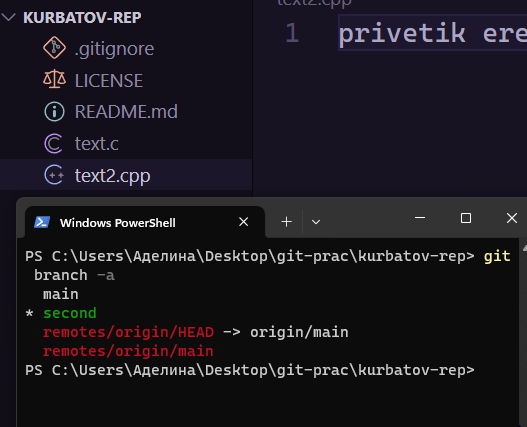 KURBATOV-REP
text2.cpp
.gitignore
1 privetik ere
LICENSE
README.md
text.c
text2.cpp
Windows PowerShell
PS C:\Users\Аделина\Desktop\git-prac\kurbatov-rep> git
branch -a
main
* second
remotes/origin/HEAD -> origin/main
remotes/origin/main
PS C:\Users\Аделина\Desktop\git-prac\kurbatov-rep>